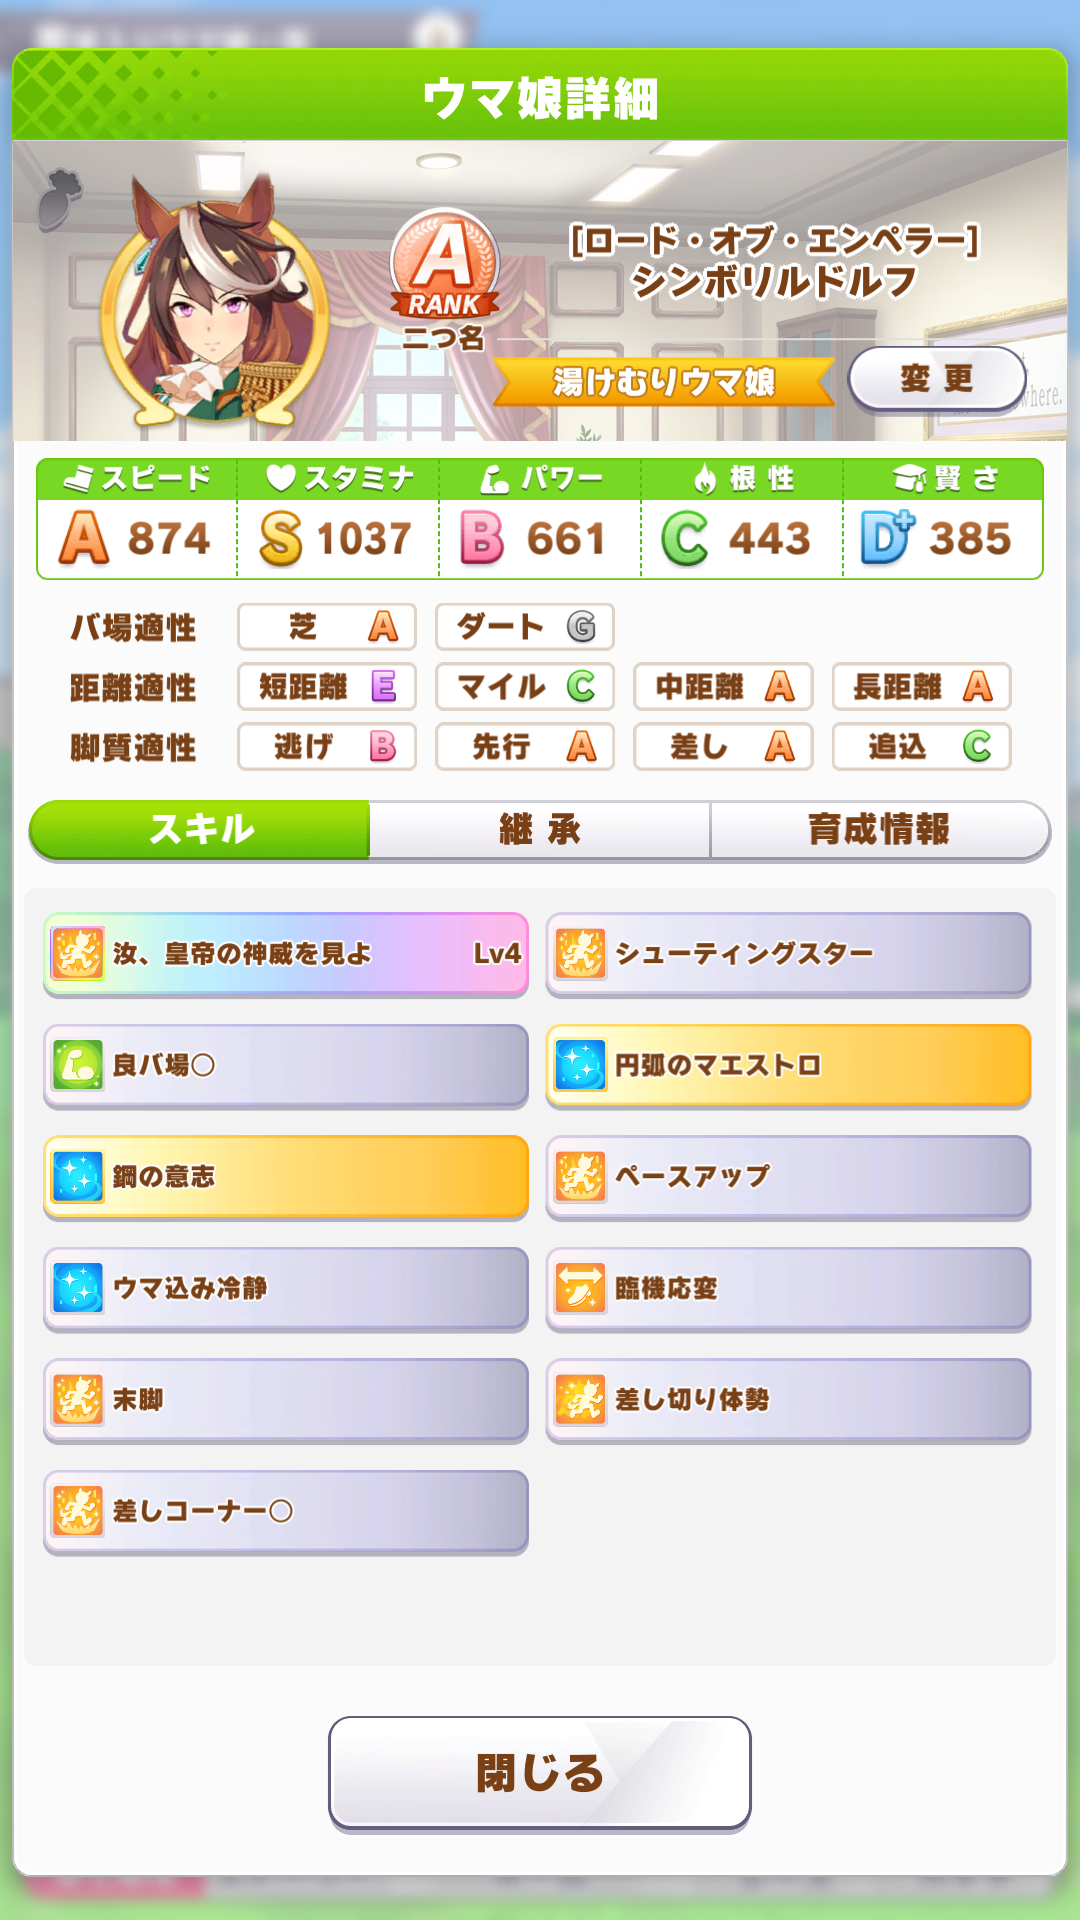 ウマ娘詳細
A
RANK
二つ名
[ロード・オブ・エンペラー]
シンボリルドルフ
湯けむりウマ娘
変更
スピード スタミナ パワー 根性 賢さ
A 874 S 1037 B 661 C 443 D+ 385
バ場適性 芝 A ダート G
距離適性 短距離 E マイル C 中距離 A 長距離 A
脚質適性 逃げ B 先行 A 差し A 追込 C
スキル 継承 育成情報
汝、皇帝の神威を見よ Lv4 シューティングスター
良バ場○ 円弧のマエストロ
鋼の意志 ペースアップ
ウマ込み冷静 臨機応変
末脚 差し切り体勢
差しコーナー○
閉じる